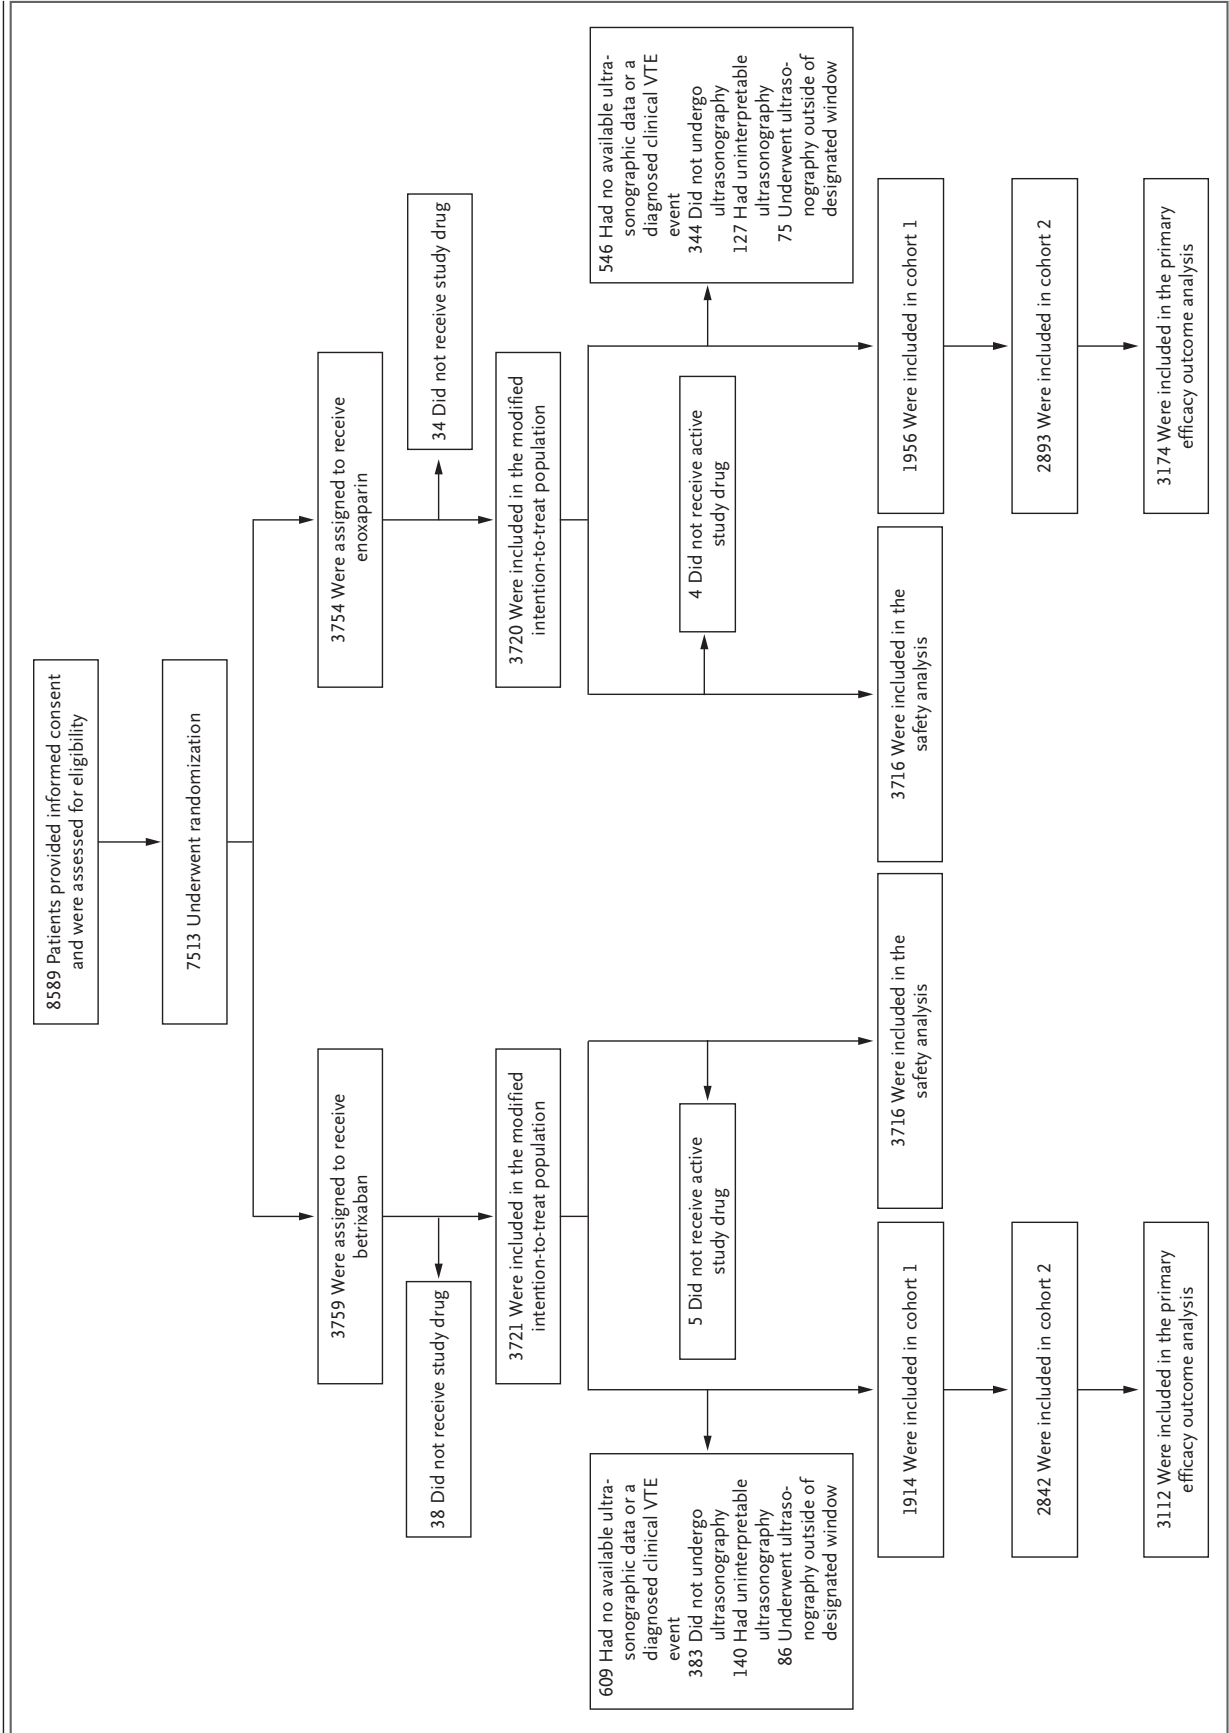 8589 Patients provided informed consent
and were assessed for eligibility
7513 Underwent randomization
3759 Were assigned to receive
betrixaban
3754 Were assigned to receive
enoxaparin
38 Did not receive study drug
34 Did not receive study drug
3721 Were included in the modified
intention-to-treat population
3720 Were included in the modified
intention-to-treat population
609 Had no available ultra-
sonographic data or a
diagnosed clinical VTE
event
383 Did not undergo
ultrasonography
140 Had uninterpretable
ultrasonography
86 Underwent ultraso-
nography outside of
designated window
5 Did not receive active
study drug
4 Did not receive active
study drug
546 Had no available ultra-
sonographic data or a
diagnosed clinical VTE
event
344 Did not undergo
ultrasonography
127 Had uninterpretable
ultrasonography
75 Underwent ultraso-
nography outside of
designated window
1914 Were included in cohort 1
3716 Were included in the
safety analysis
3716 Were included in the
safety analysis
1956 Were included in cohort 1
2842 Were included in cohort 2
2893 Were included in cohort 2
3112 Were included in the primary
efficacy outcome analysis
3174 Were included in the primary
efficacy outcome analysis